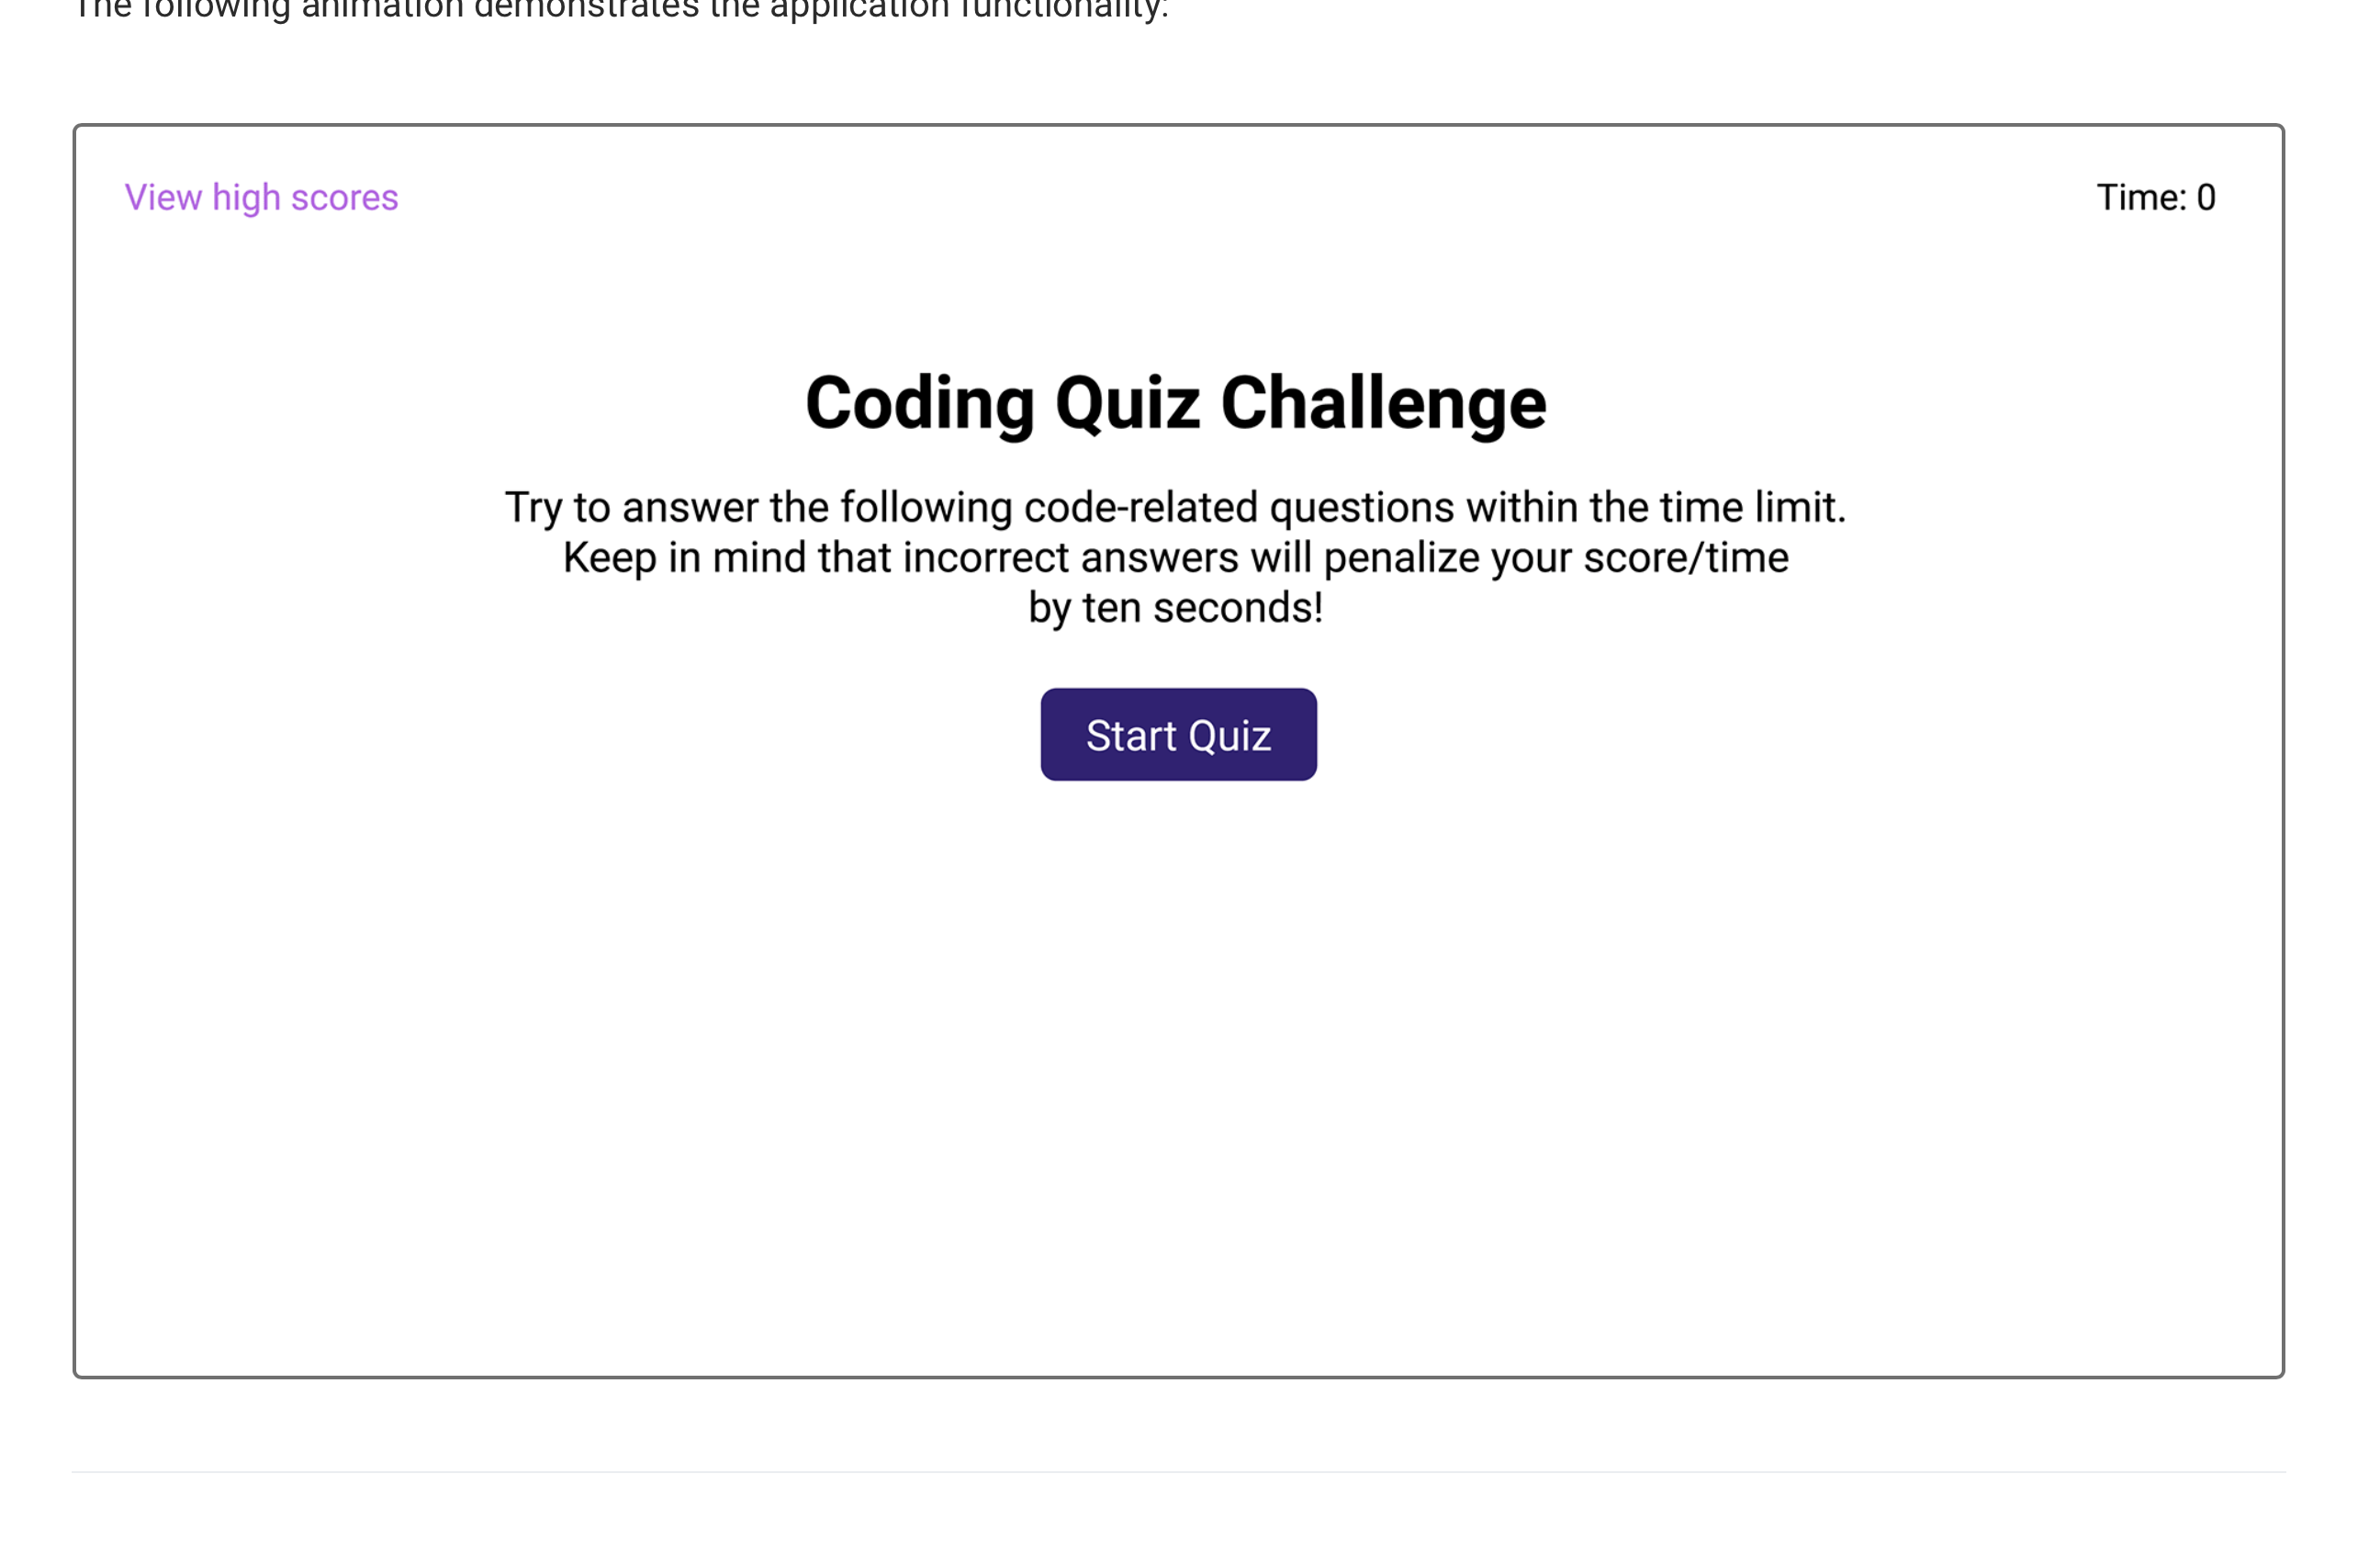 The following animation demonstrates the application functionality:
View high scores
Time: 0
Coding Quiz Challenge
Try to answer the following code-related questions within the time limit.
Keep in mind that incorrect answers will penalize your score/time
by ten seconds!
Start Quiz